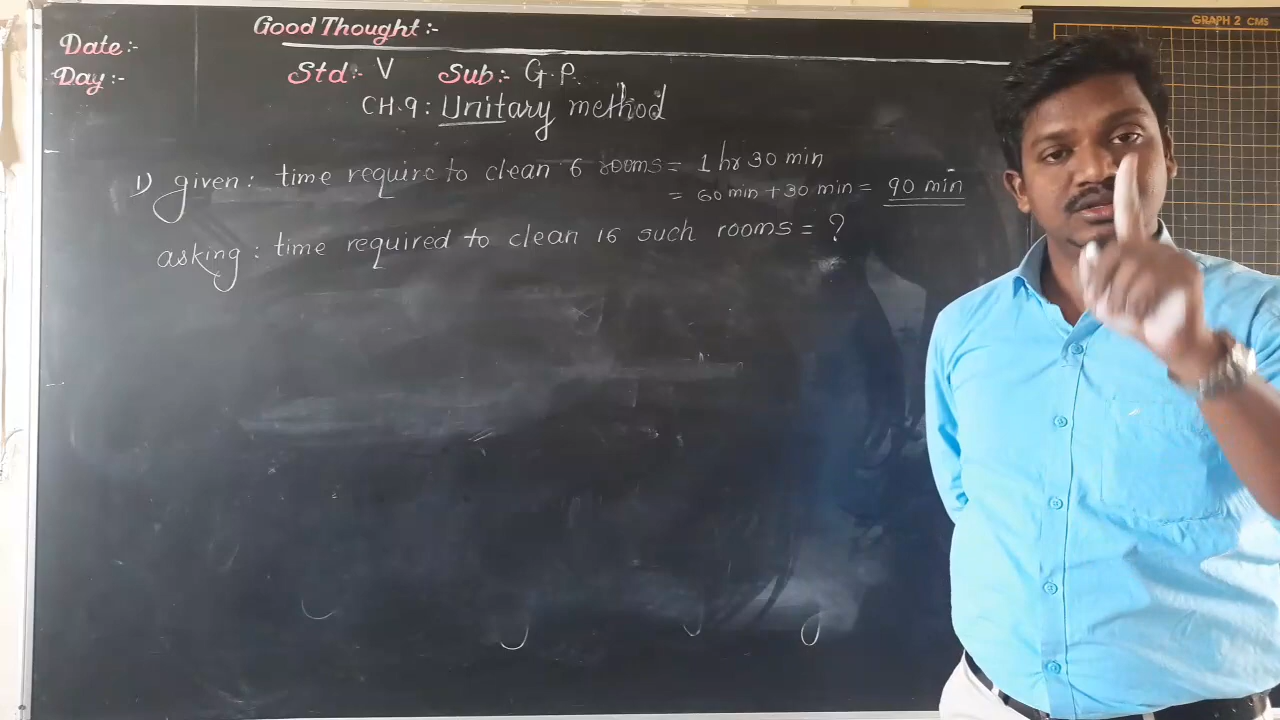 Good Thought :-
Date:-
Day:-
Std:- V Sub:- G.P.
CH.9: Unitary method
1) given: time require to clean 6 rooms = 1 hr 30 min
= 60 min + 30 min = 90 min
asking: time required to clean 16 such rooms = ?
GRAPH 2 CMS